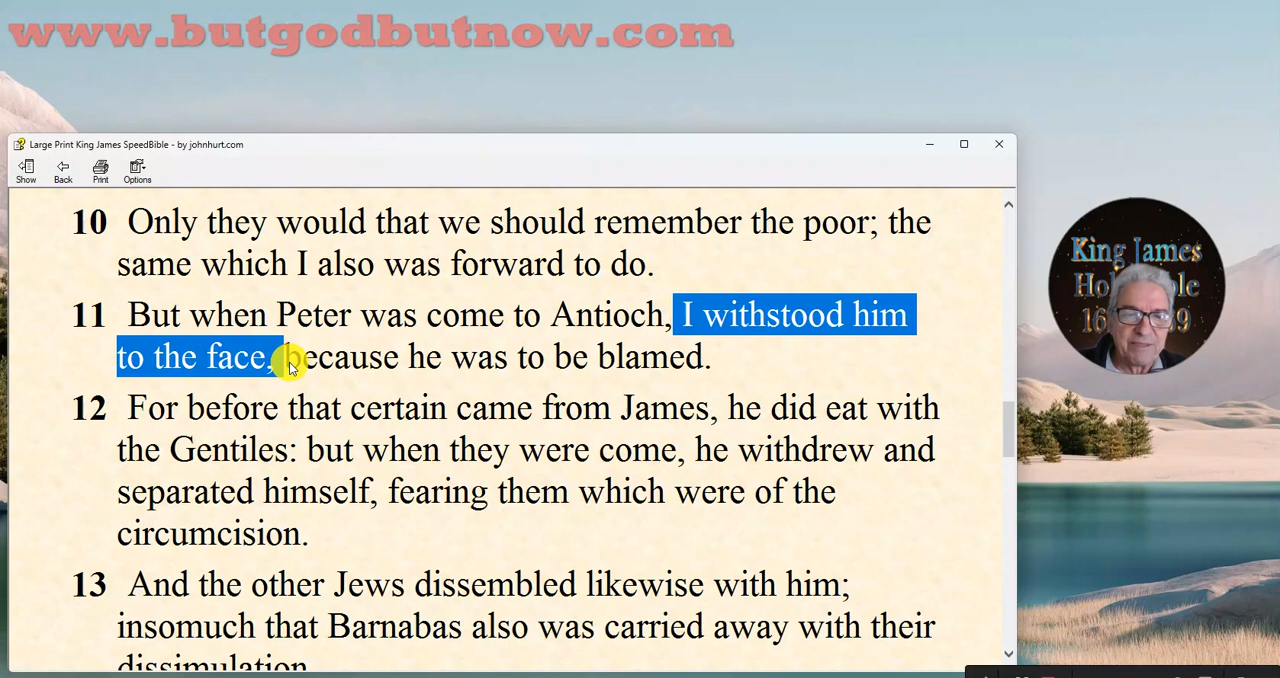 www.butgodbutnow.com
Large Print King James SpeedBible - by johnhurt.com
Show Back Print Options
10 Only they would that we should remember the poor; the
same which I also was forward to do.
11 But when Peter was come to Antioch, I withstood him
to the face, because he was to be blamed.
12 For before that certain came from James, he did eat with
the Gentiles: but when they were come, he withdrew and
separated himself, fearing them which were of the
circumcision.
13 And the other Jews dissembled likewise with him;
insomuch that Barnabas also was carried away with their
dissimulation.
King James